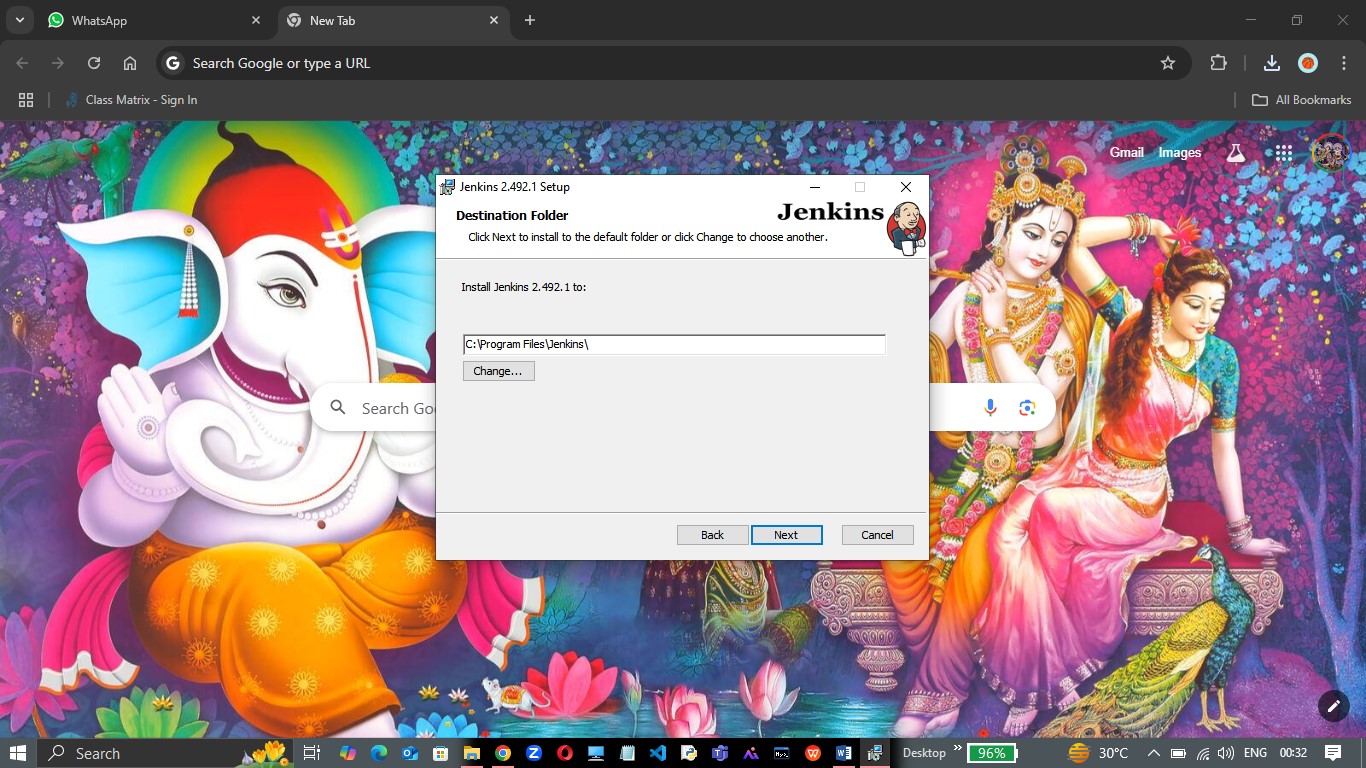 WhatsApp
New Tab
Search Google or type a URL
Class Matrix - Sign In
All Bookmarks
Gmail
Images
Jenkins 2.492.1 Setup
Destination Folder
Jenkins
Click Next to install to the default folder or click Change to choose another.
Install Jenkins 2.492.1 to:
C:\Program Files\Jenkins\
Change...
Search Go
Back
Next
Cancel
Search
Desktop
96%
30°C
ENG
00:32